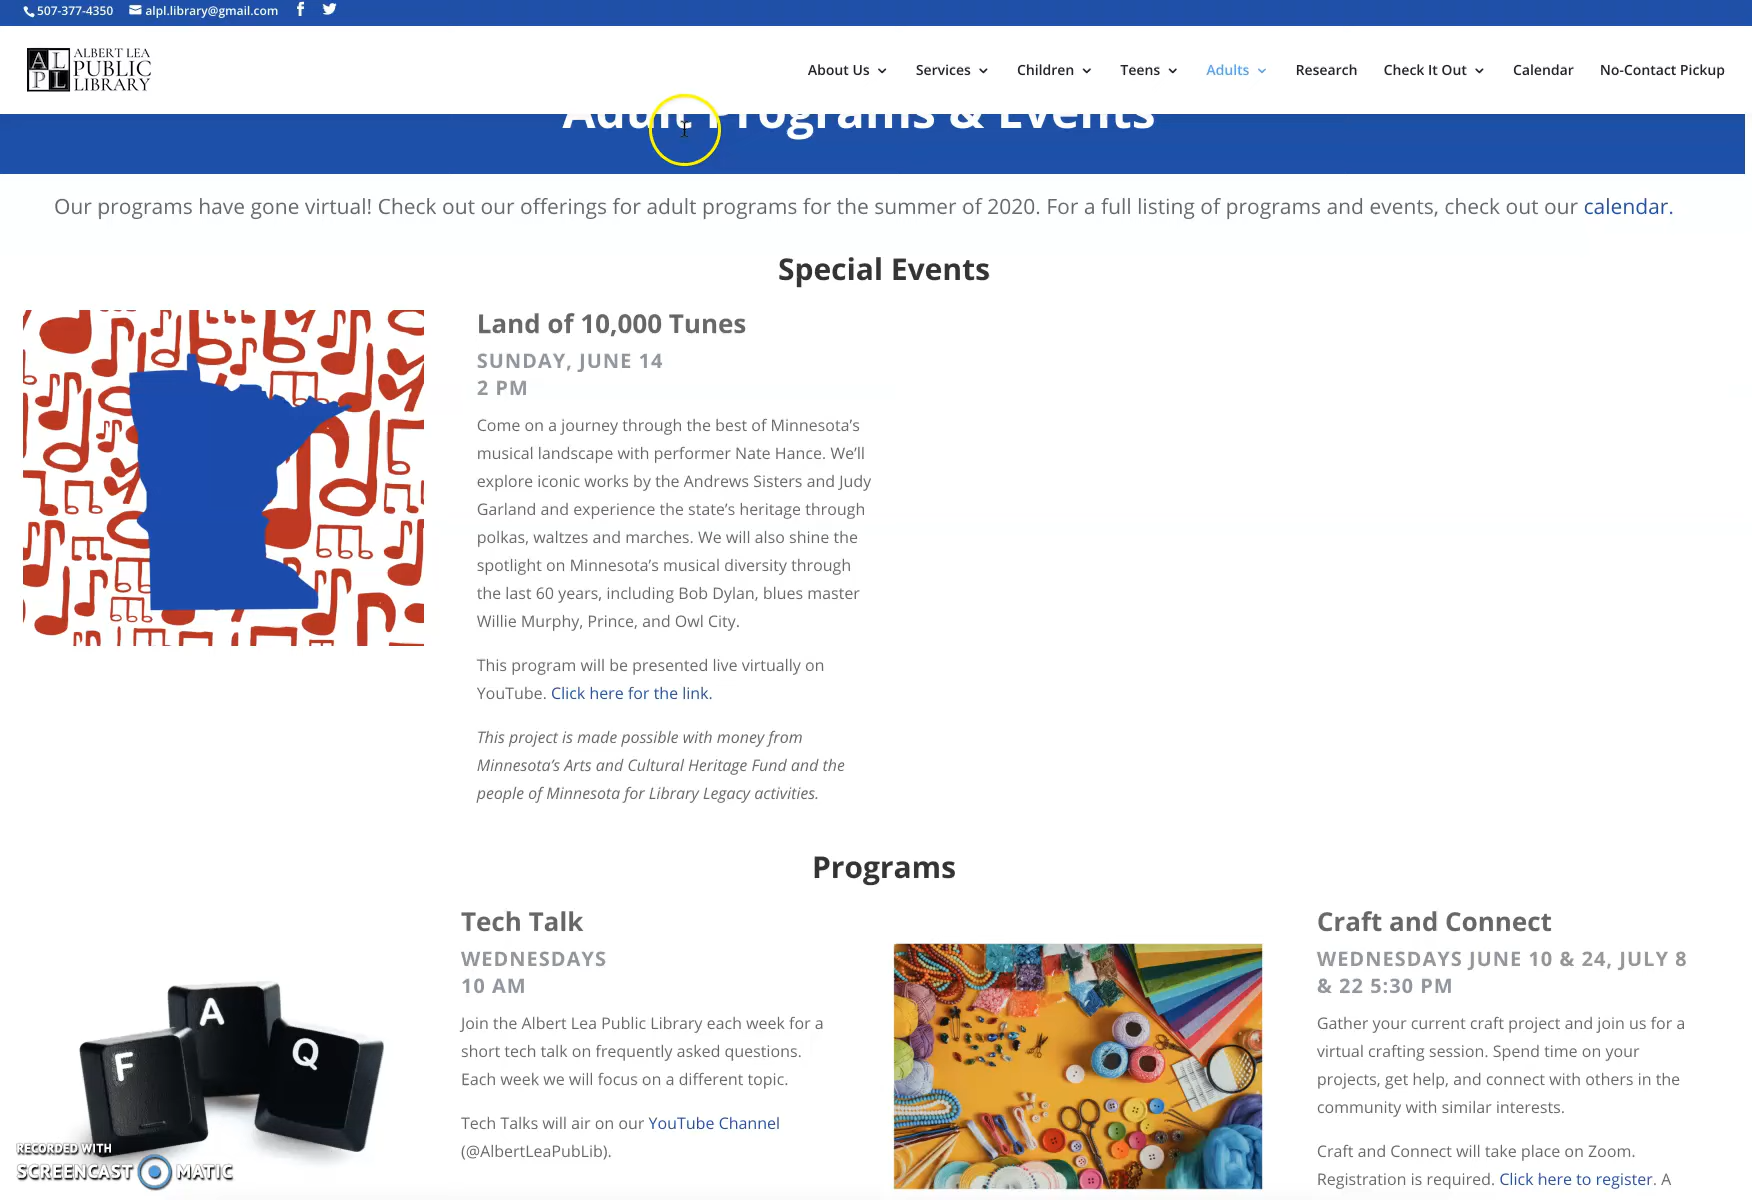 507-377-4350 alpl.library@gmail.com
ALPL ALBERT LEA PUBLIC LIBRARY
About Us Services Children Teens Adults Research Check It Out Calendar No-Contact Pickup
Adult Programs & Events
Our programs have gone virtual! Check out our offerings for adult programs for the summer of 2020. For a full listing of programs and events, check out our calendar.
Special Events
Land of 10,000 Tunes
SUNDAY, JUNE 14
2 PM
Come on a journey through the best of Minnesota's
musical landscape with performer Nate Hance. We'll
explore iconic works by the Andrews Sisters and Judy
Garland and experience the state's heritage through
polkas, waltzes and marches. We will also shine the
spotlight on Minnesota's musical diversity through
the last 60 years, including Bob Dylan, blues master
Willie Murphy, Prince, and Owl City.
This program will be presented live virtually on
YouTube. Click here for the link.
This project is made possible with money from
Minnesota's Arts and Cultural Heritage Fund and the
people of Minnesota for Library Legacy activities.
Programs
F A Q
Tech Talk
WEDNESDAYS
10 AM
Join the Albert Lea Public Library each week for a
short tech talk on frequently asked questions.
Each week we will focus on a different topic.
Tech Talks will air on our YouTube Channel
(@AlbertLeaPubLib).
Craft and Connect
WEDNESDAYS JUNE 10 & 24, JULY 8
& 22 5:30 PM
Gather your current craft project and join us for a
virtual crafting session. Spend time on your
projects, get help, and connect with others in the
community with similar interests.
Craft and Connect will take place on Zoom.
Registration is required. Click here to register. A
RECORDED WITH
SCREENCAST MATIC